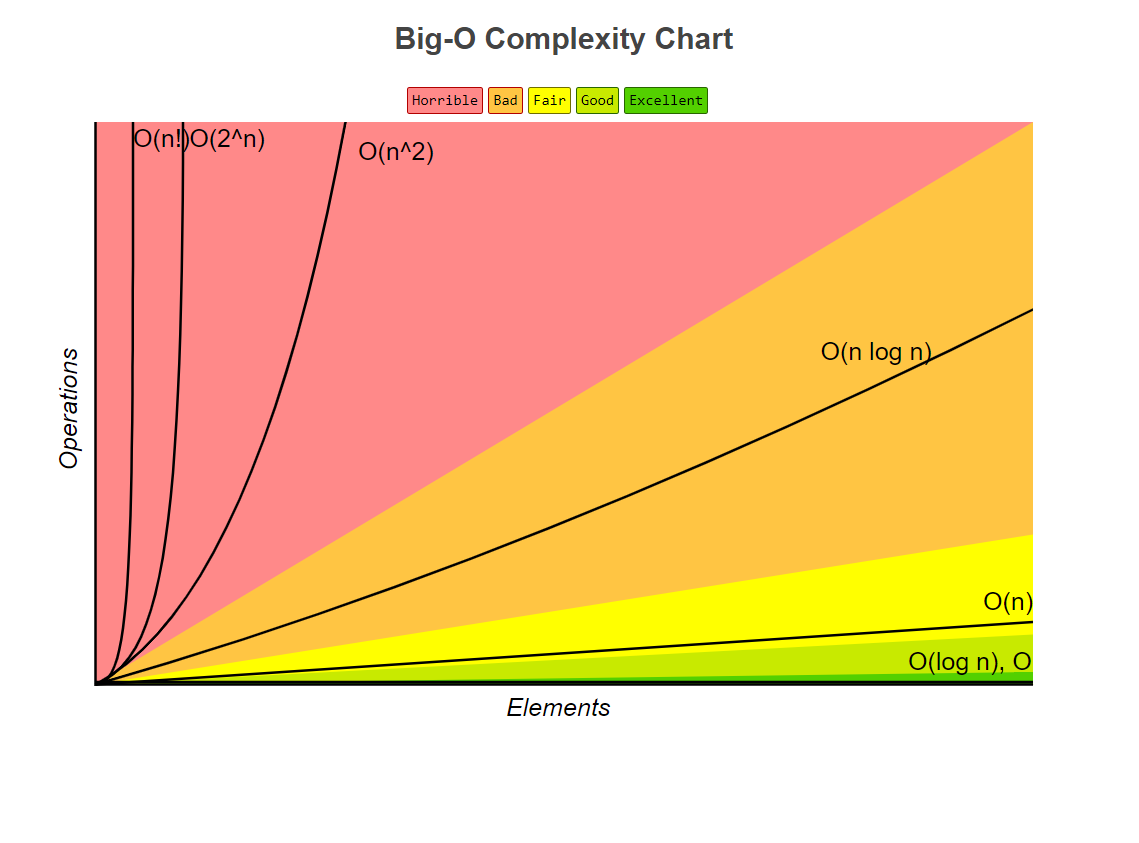 Big-O Complexity Chart
Horrible Bad Fair Good Excellent
O(n!) O(2^n)
O(n^2)
O(n log n)
O(n)
O(log n), O
Operations
Elements